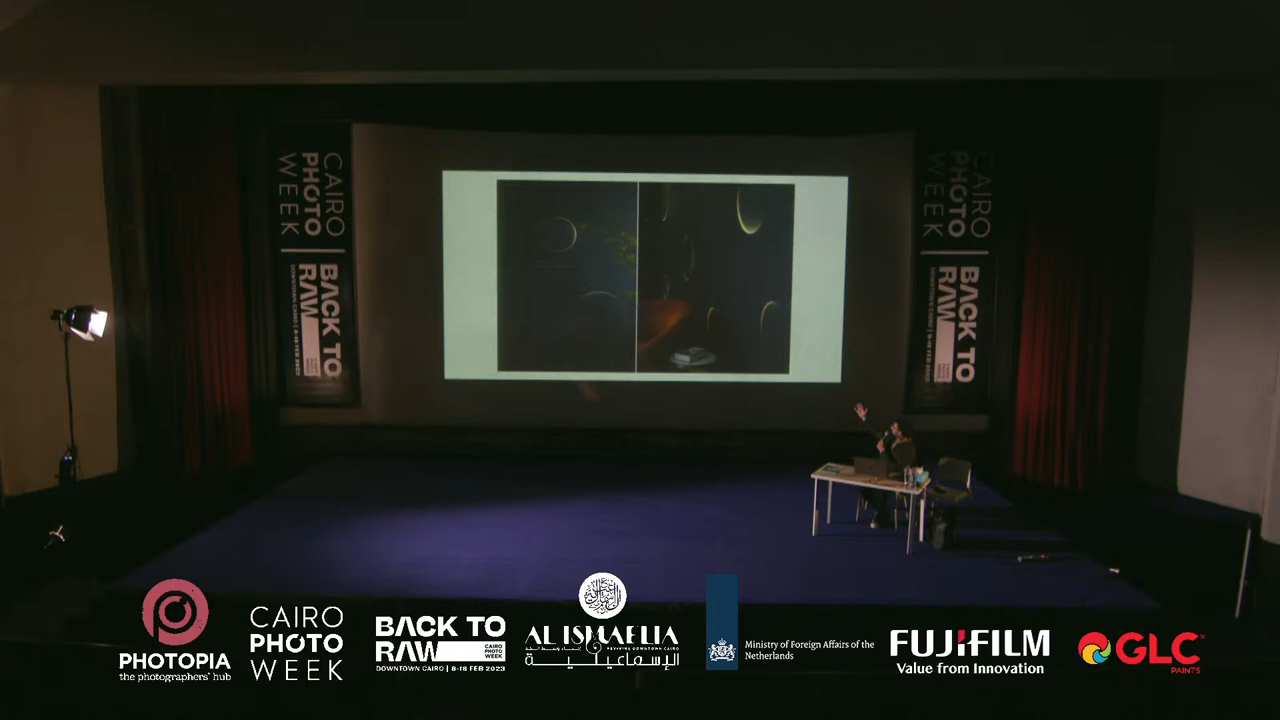 CAIRO
PHOTO
WEEK
BACK TO
RAW
CAIRO
PHOTO
WEEK
BACK TO
RAW
PHOTOPIA
the photographers' hub
CAIRO
PHOTO
WEEK
BACK TO
RAW
CAIRO
PHOTO
WEEK
DOWNTOWN CAIRO | 8-18 FEB 2023
AL ISMAELIA
REVIVING DOWNTOWN CAIRO
الإسماعيلية
Ministry of Foreign Affairs of the
Netherlands
FUJIFILM
Value from Innovation
GLC
PAINTS